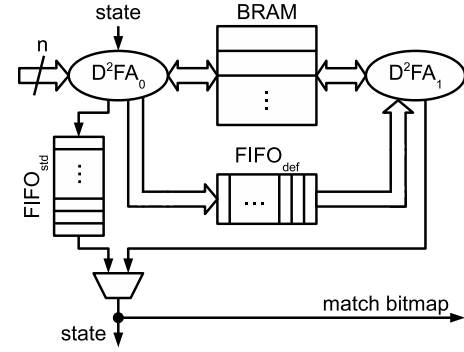 state
BRAM
n
D²FA₀
D²FA₁
⋮
FIFO_std
⋮
FIFO_def
...
match bitmap
state